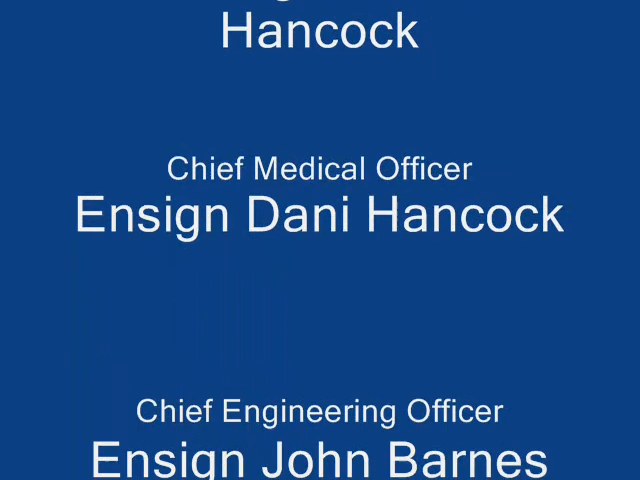 Hancock
Chief Medical Officer
Ensign Dani Hancock
Chief Engineering Officer
Ensign John Barnes